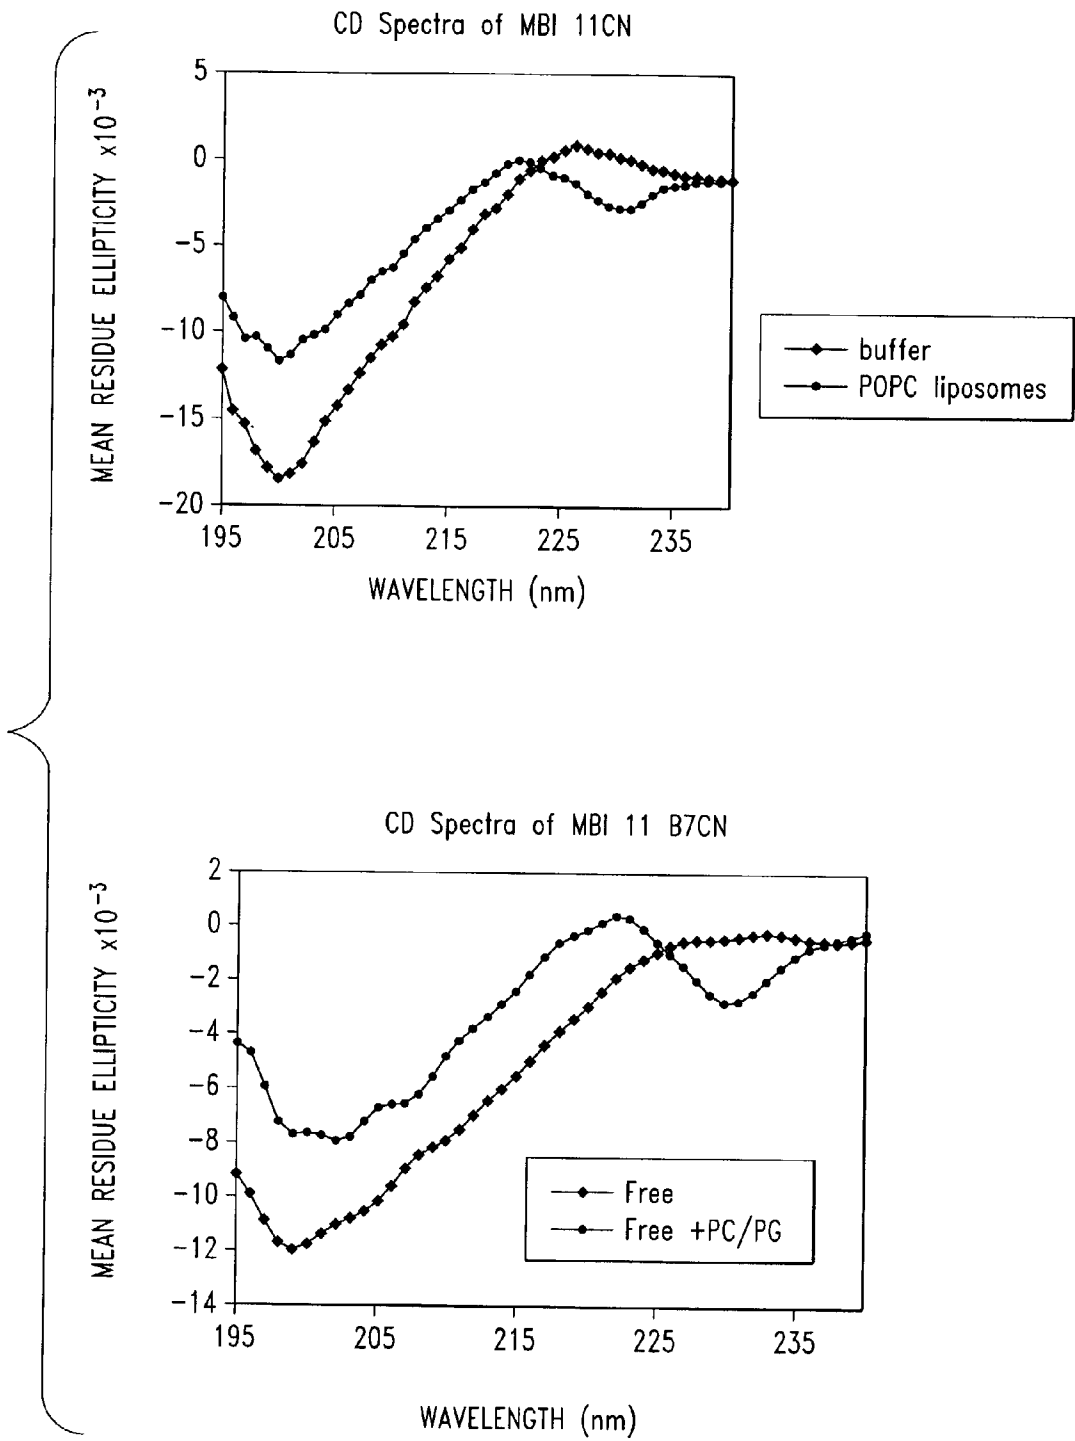 CD Spectra of MBI 11CN
MEAN RESIDUE ELLIPTICITY x10⁻³
5
0
−5
−10
−15
−20
195 205 215 225 235
WAVELENGTH (nm)
buffer
POPC liposomes
CD Spectra of MBI 11 B7CN
MEAN RESIDUE ELLIPTICITY x10⁻³
2
0
−2
−4
−6
−8
−10
−12
−14
195 205 215 225 235
WAVELENGTH (nm)
Free
Free +PC/PG